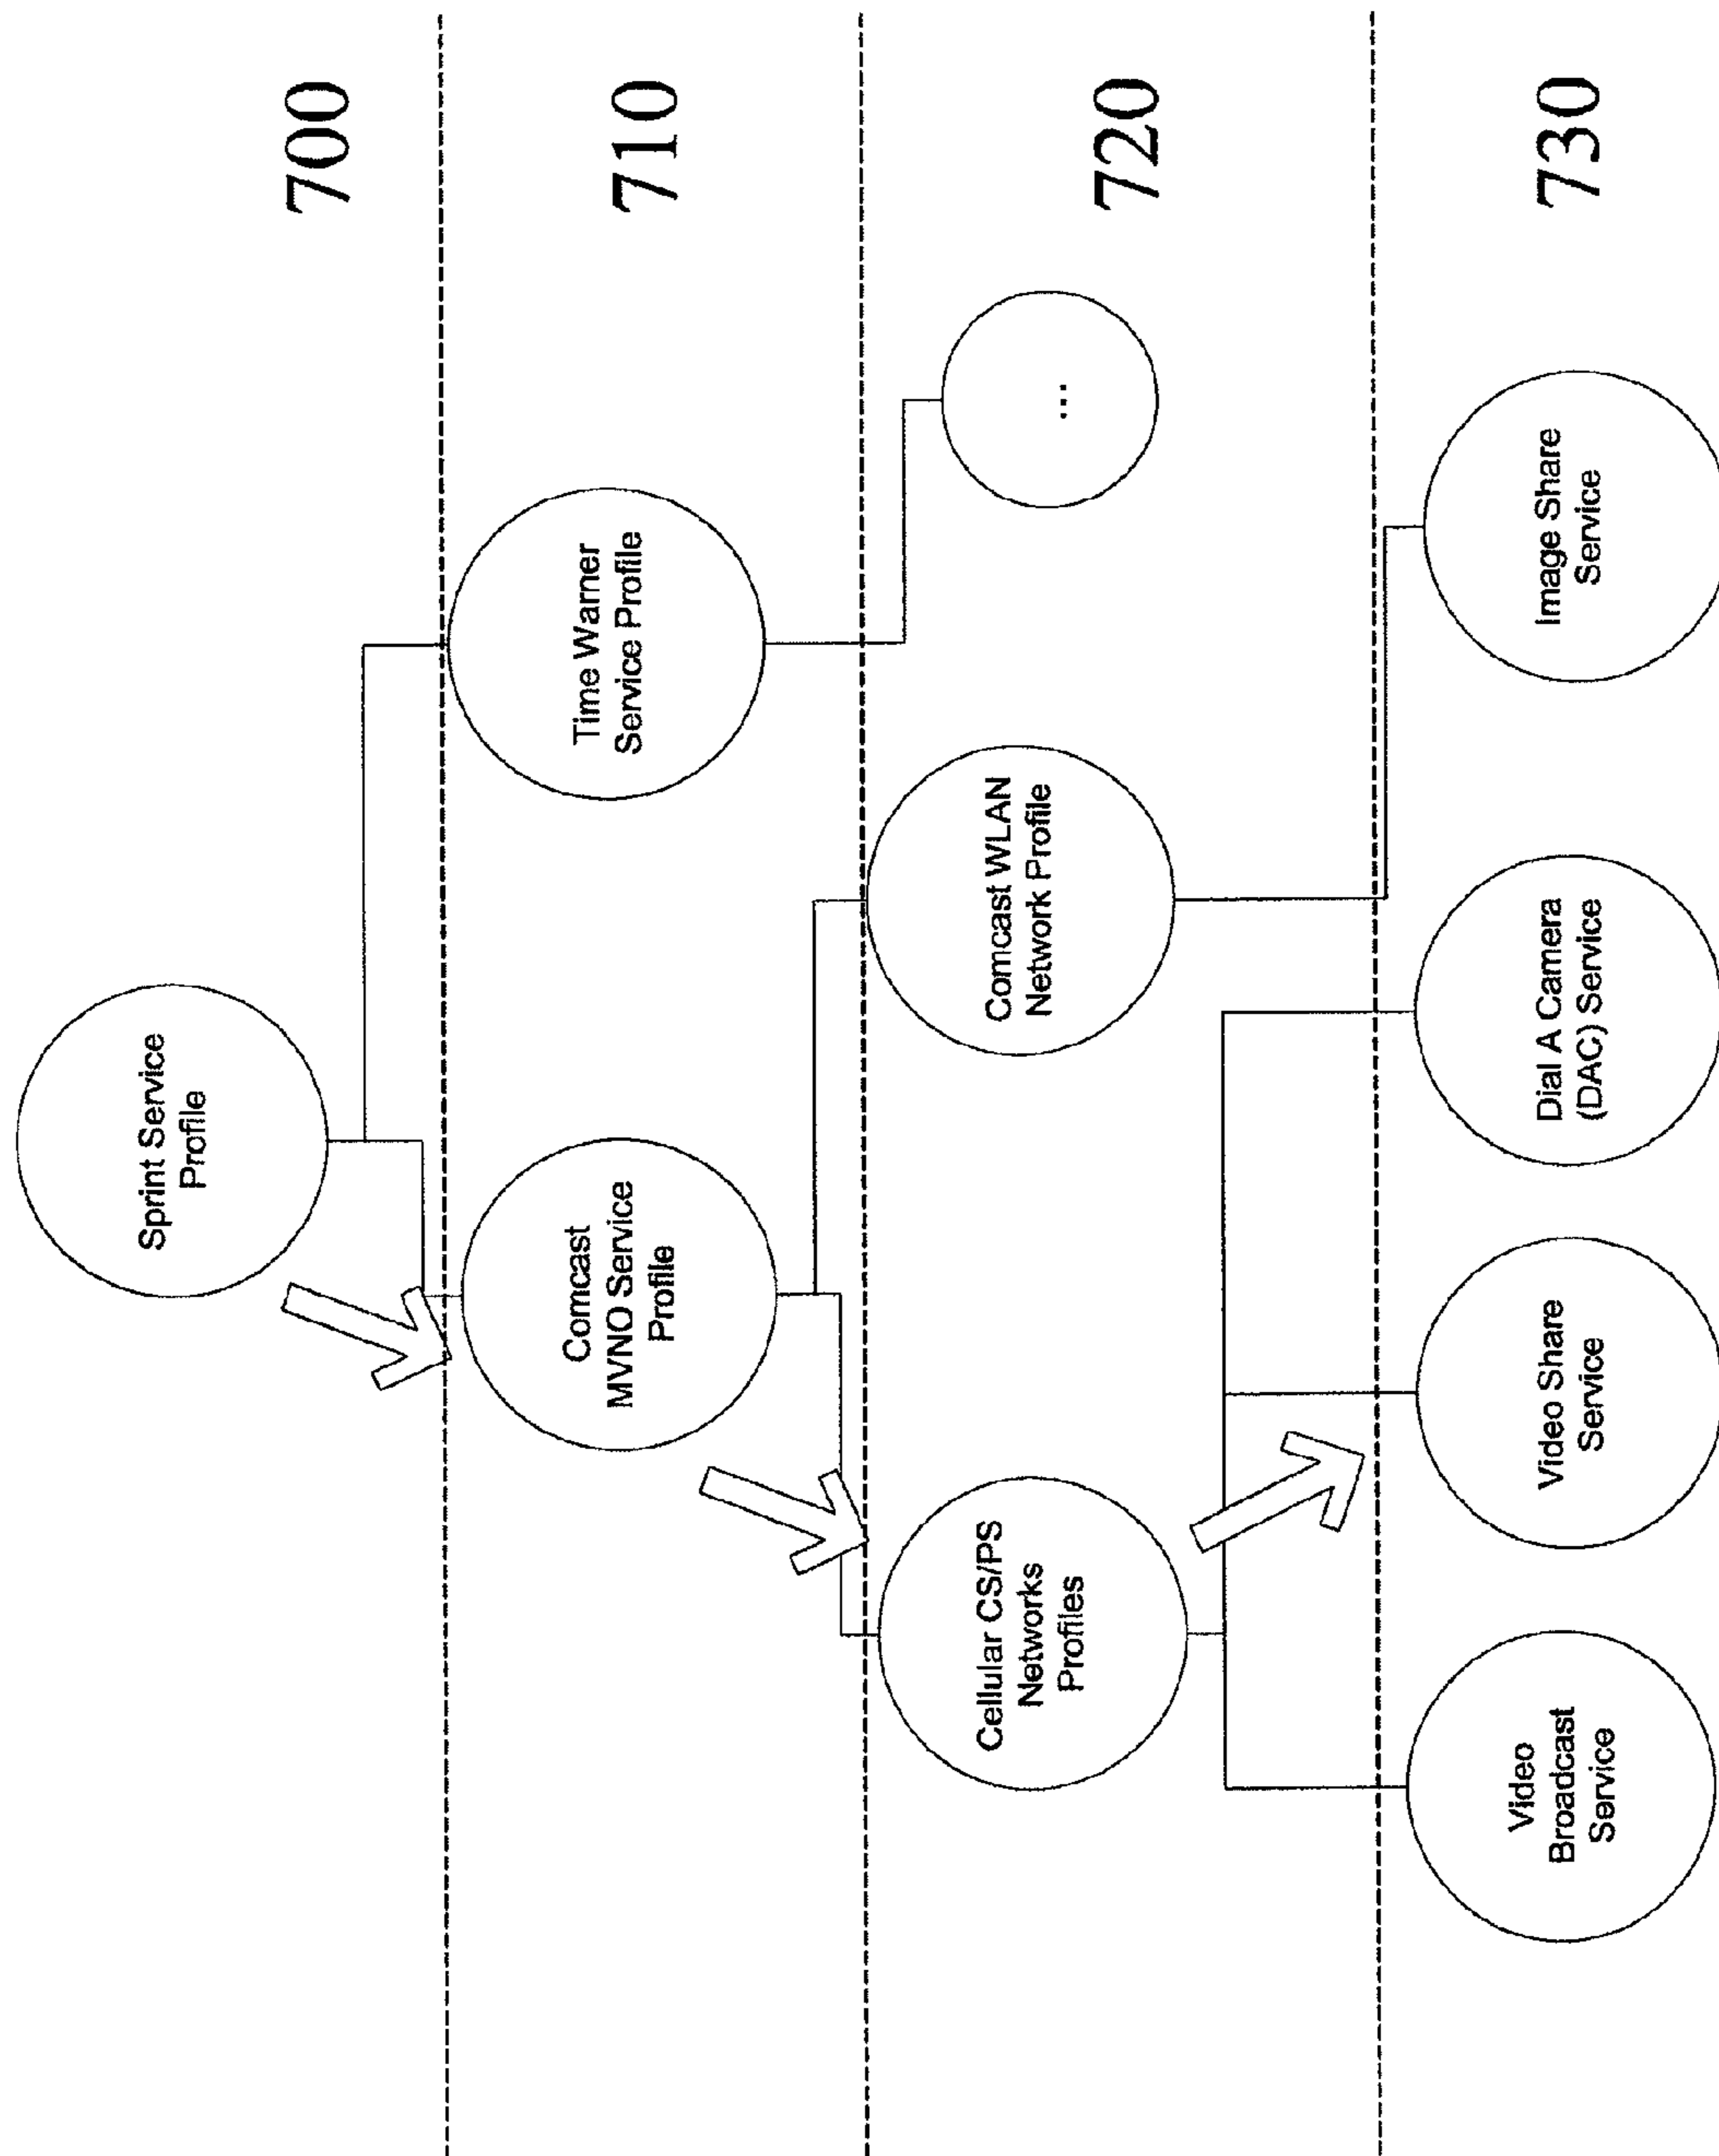 Sprint Service
Profile
700
Comcast
MVNO Service
Profile
Time Warner
Service Profile
710
Cellular CS/PS
Networks
Profiles
Comcast WLAN
Network Profile
...
720
Video
Broadcast
Service
Video Share
Service
Dial A Camera
(DAC) Service
Image Share
Service
730